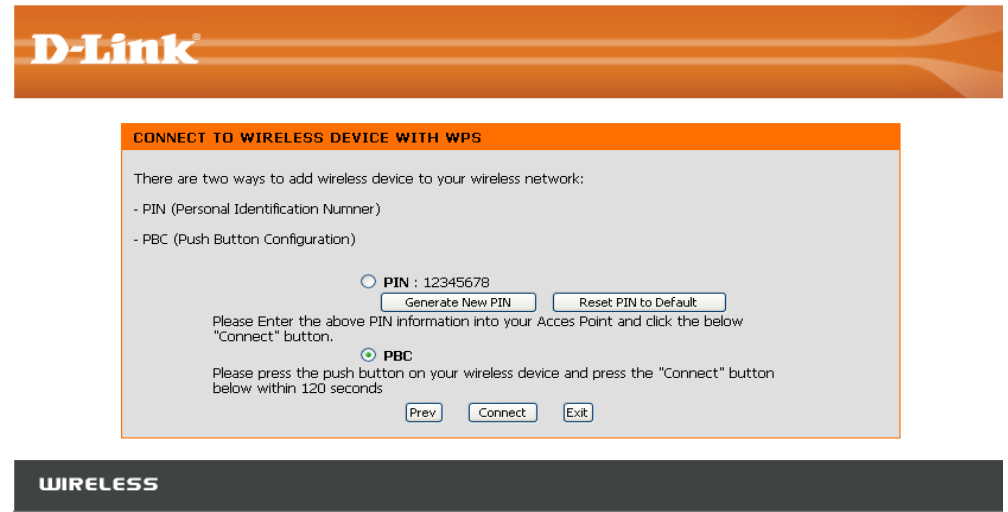 D-Link®
CONNECT TO WIRELESS DEVICE WITH WPS
There are two ways to add wireless device to your wireless network:
- PIN (Personal Identification Numner)
- PBC (Push Button Configuration)
PIN : 12345678
Generate New PIN Reset PIN to Default
Please Enter the above PIN information into your Acces Point and click the below
"Connect" button.
PBC
Please press the push button on your wireless device and press the "Connect" button
below within 120 seconds
Prev Connect Exit
WIRELESS